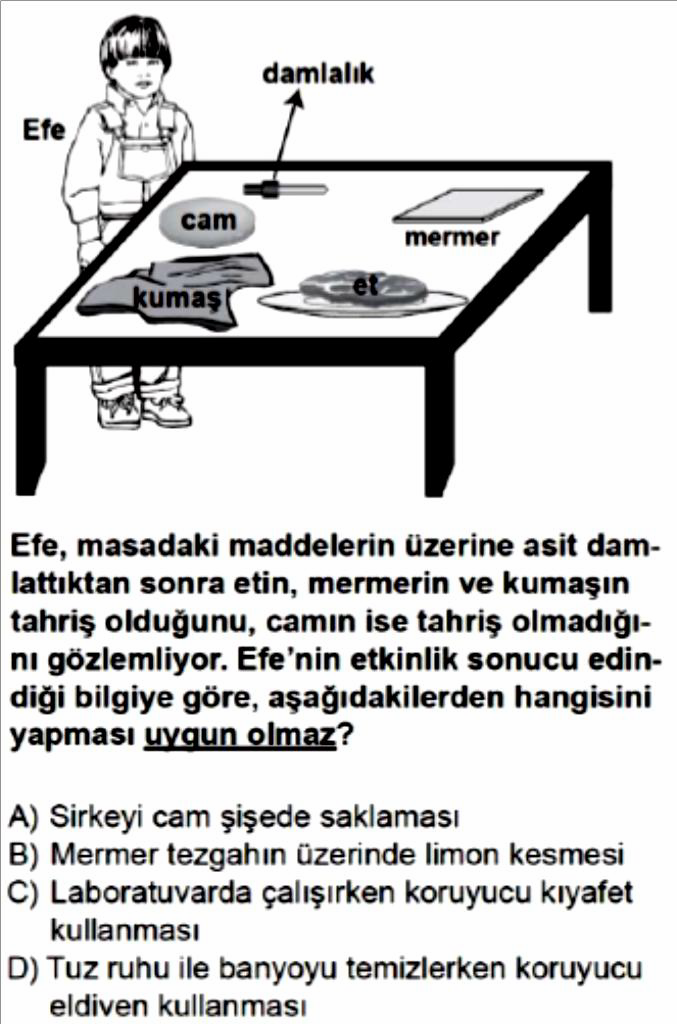 damlalık
Efe
cam
mermer
kumaş
et
Efe, masadaki maddelerin üzerine asit dam-
lattıktan sonra etin, mermerin ve kumaşın
tahriş olduğunu, camın ise tahriş olmadığı-
nı gözlemliyor. Efe'nin etkinlik sonucu edin-
diği bilgiye göre, aşağıdakilerden hangisini
yapması uygun olmaz?
A) Sirkeyi cam şişede saklaması
B) Mermer tezgahın üzerinde limon kesmesi
C) Laboratuvarda çalışırken koruyucu kıyafet
kullanması
D) Tuz ruhu ile banyoyu temizlerken koruyucu
eldiven kullanması